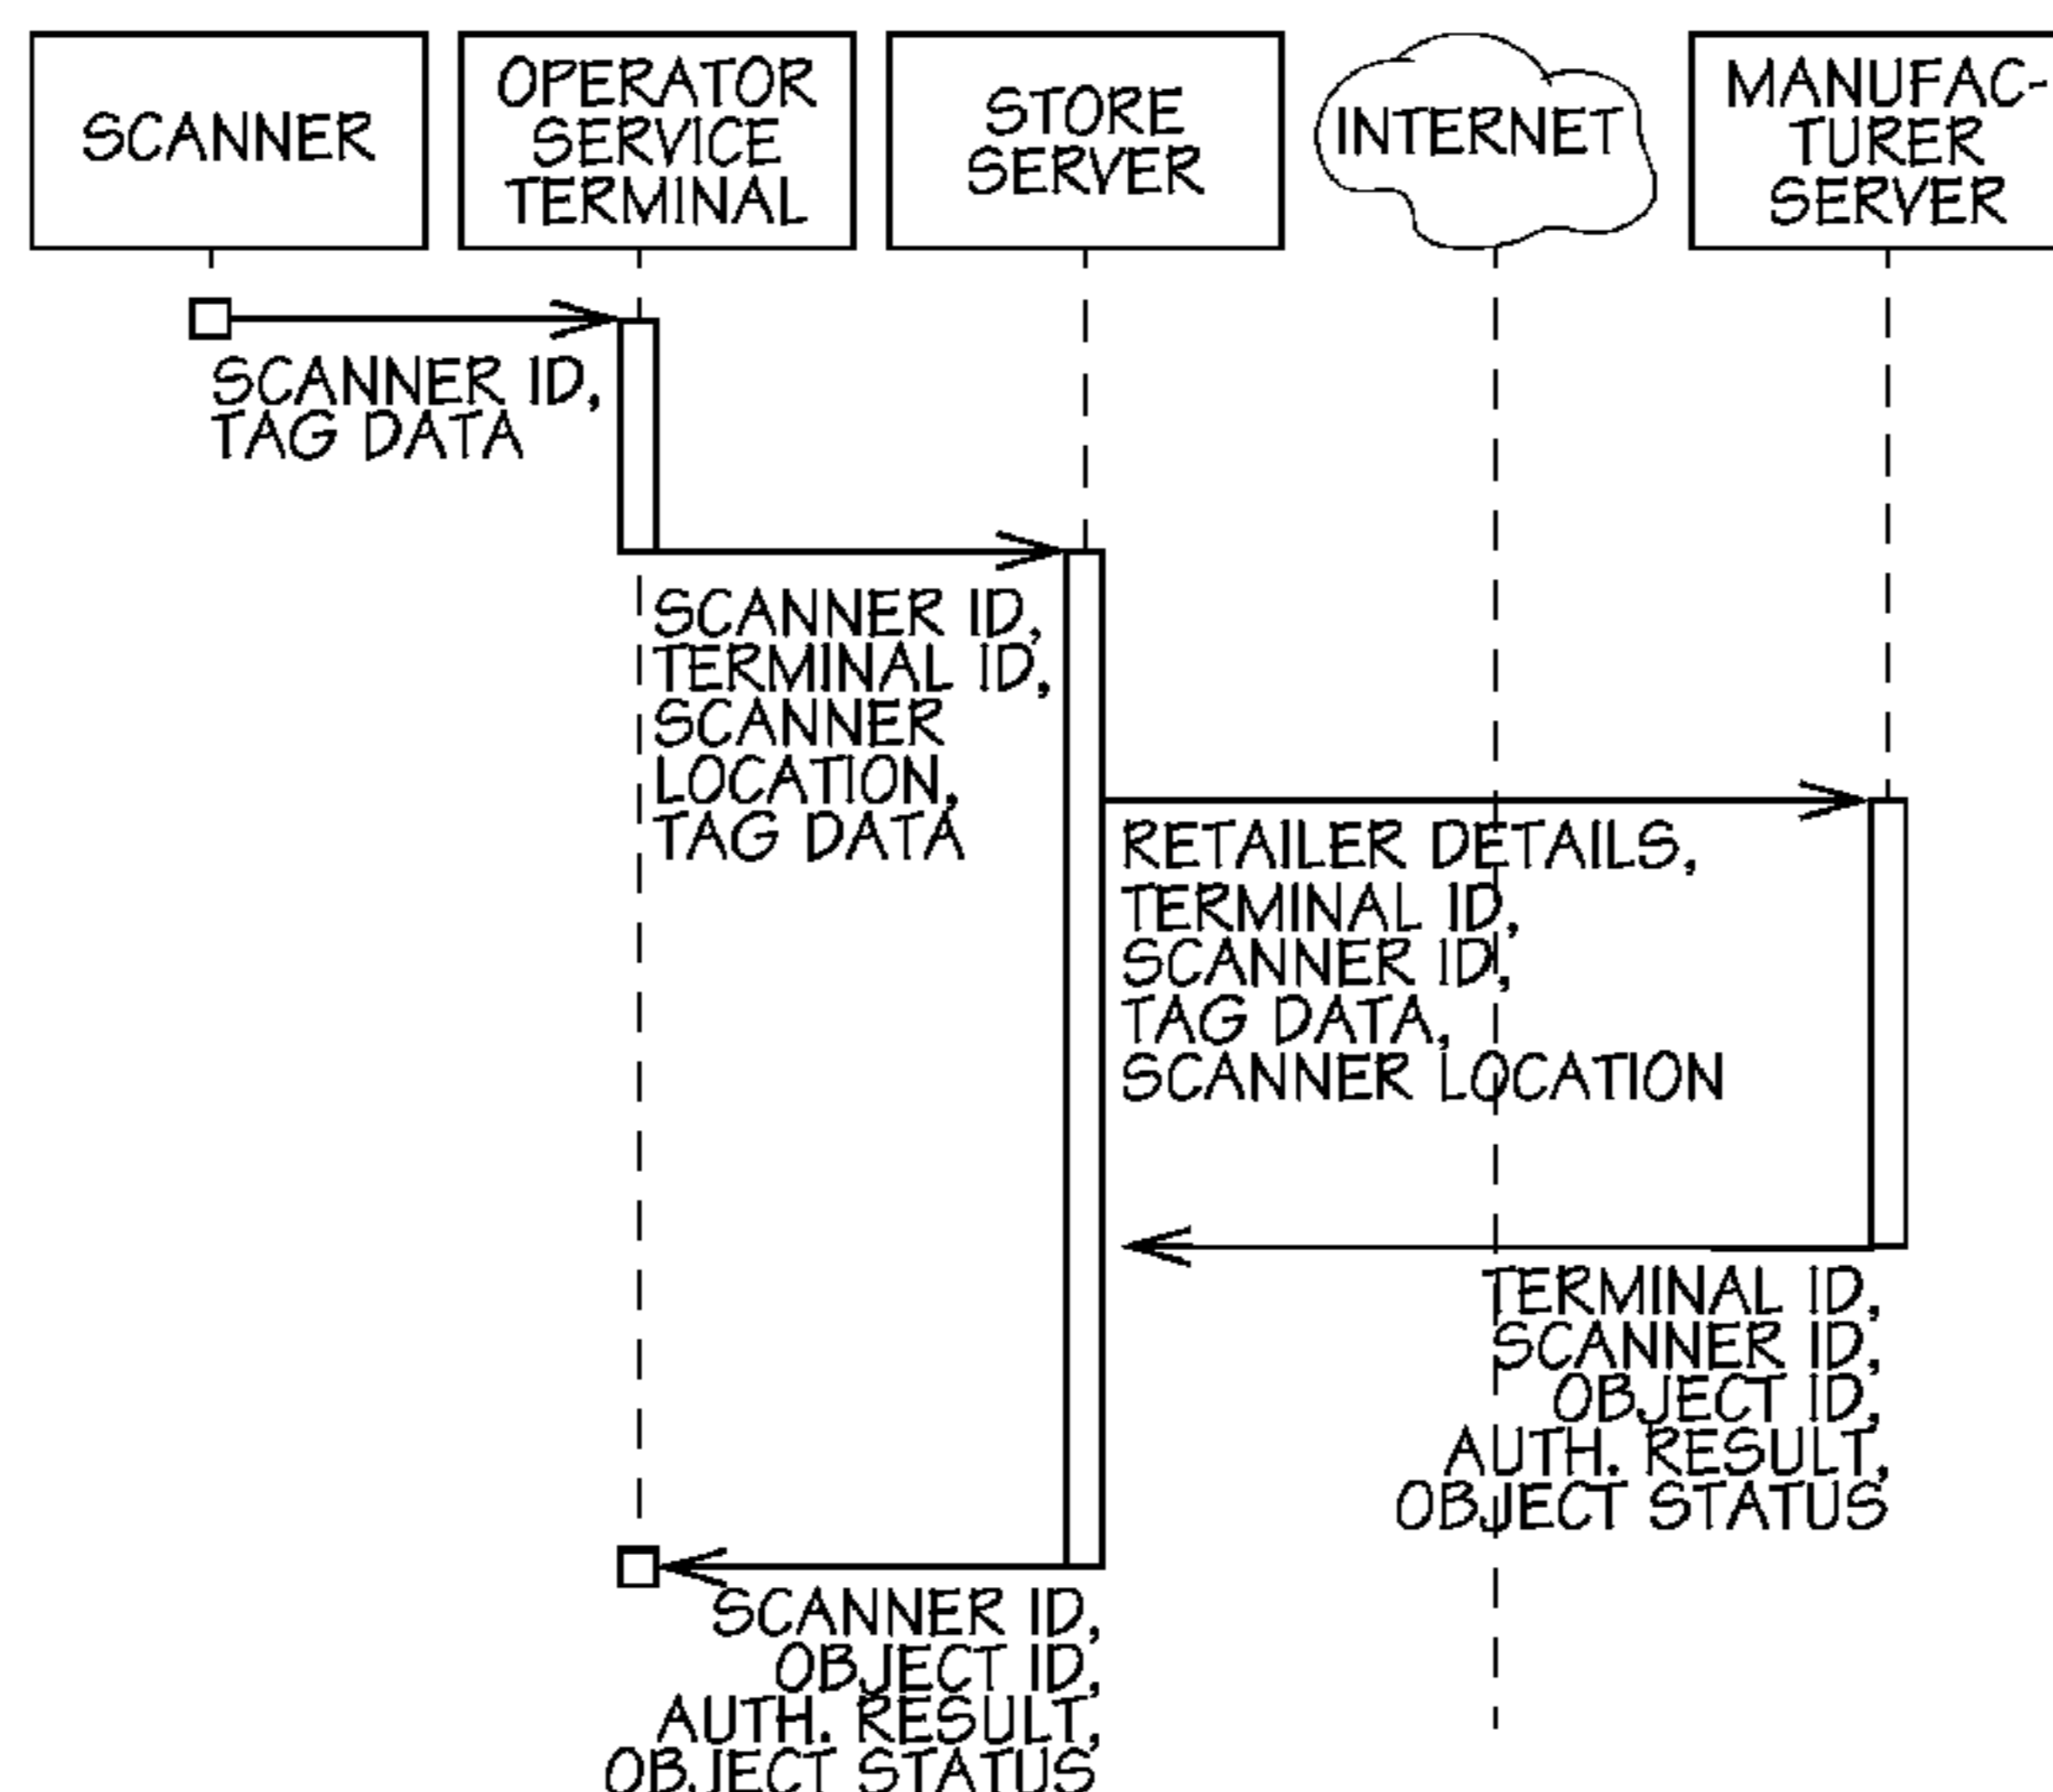 SCANNER
OPERATOR
SERVICE
TERMINAL
STORE
SERVER
INTERNET
MANUFAC-
TURER
SERVER
SCANNER ID,
TAG DATA
SCANNER ID,
TERMINAL ID,
SCANNER
LOCATION,
TAG DATA
RETAILER DETAILS,
TERMINAL ID,
SCANNER ID,
TAG DATA,
SCANNER LOCATION
TERMINAL ID,
SCANNER ID,
OBJECT ID,
AUTH. RESULT,
OBJECT STATUS
SCANNER ID,
OBJECT ID,
AUTH. RESULT,
OBJECT STATUS